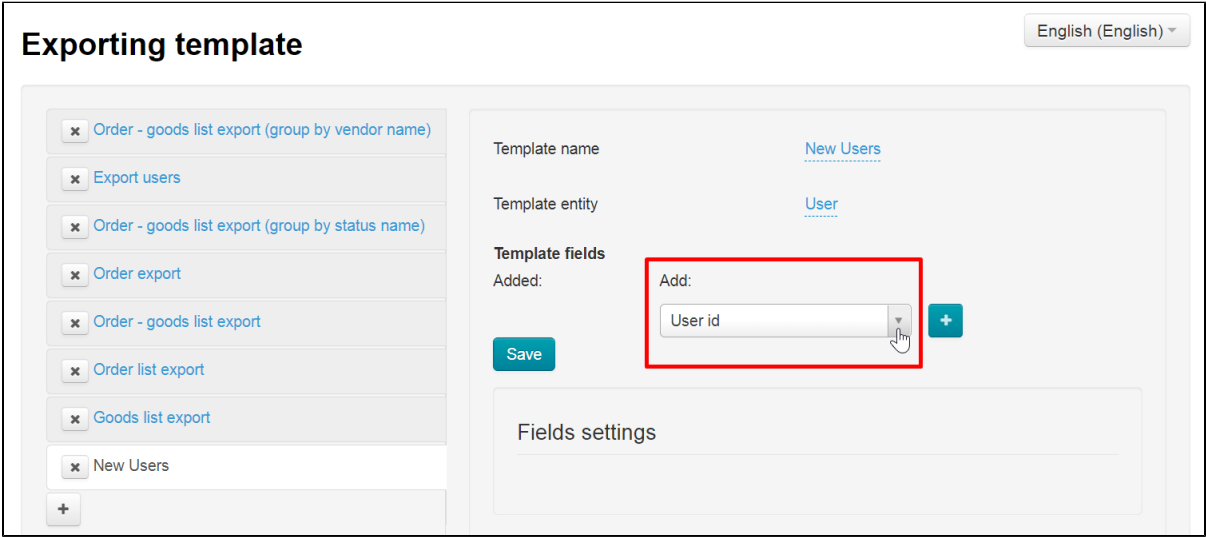 Exporting template
English (English)
Order - goods list export (group by vendor name)
Export users
Order - goods list export (group by status name)
Order export
Order - goods list export
Order list export
Goods list export
New Users
+
Template name New Users
Template entity User
Template fields
Added: Add:
User id +
Save
Fields settings